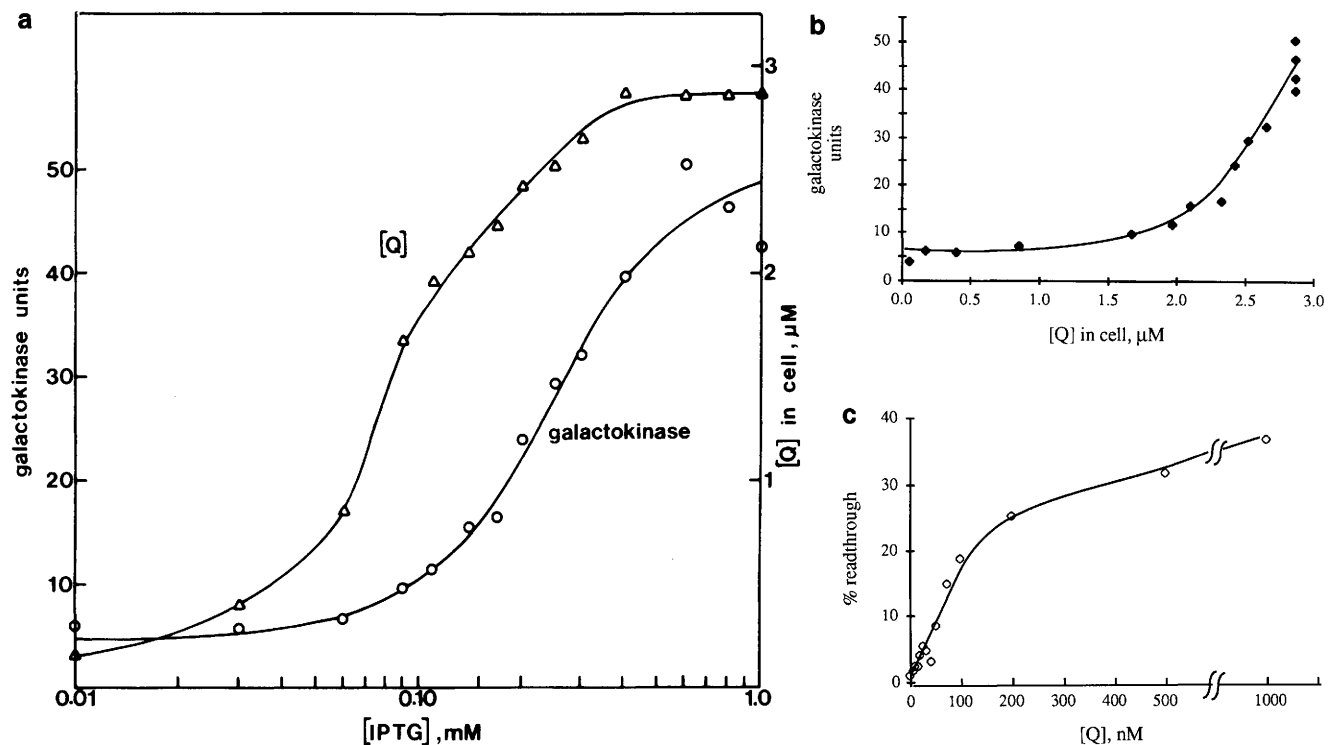 a
galactokinase units
50
40
30
20
10
[Q]
galactokinase
3
2
1
[Q] in cell, µM
0.01
0.10
1.0
[IPTG], mM
b
galactokinase
units
50
40
30
20
10
0
0.0
0.5
1.0
1.5
2.0
2.5
3.0
[Q] in cell, µM
c
% readthrough
40
30
20
10
0
0
100
200
300
400
500
1000
[Q], nM